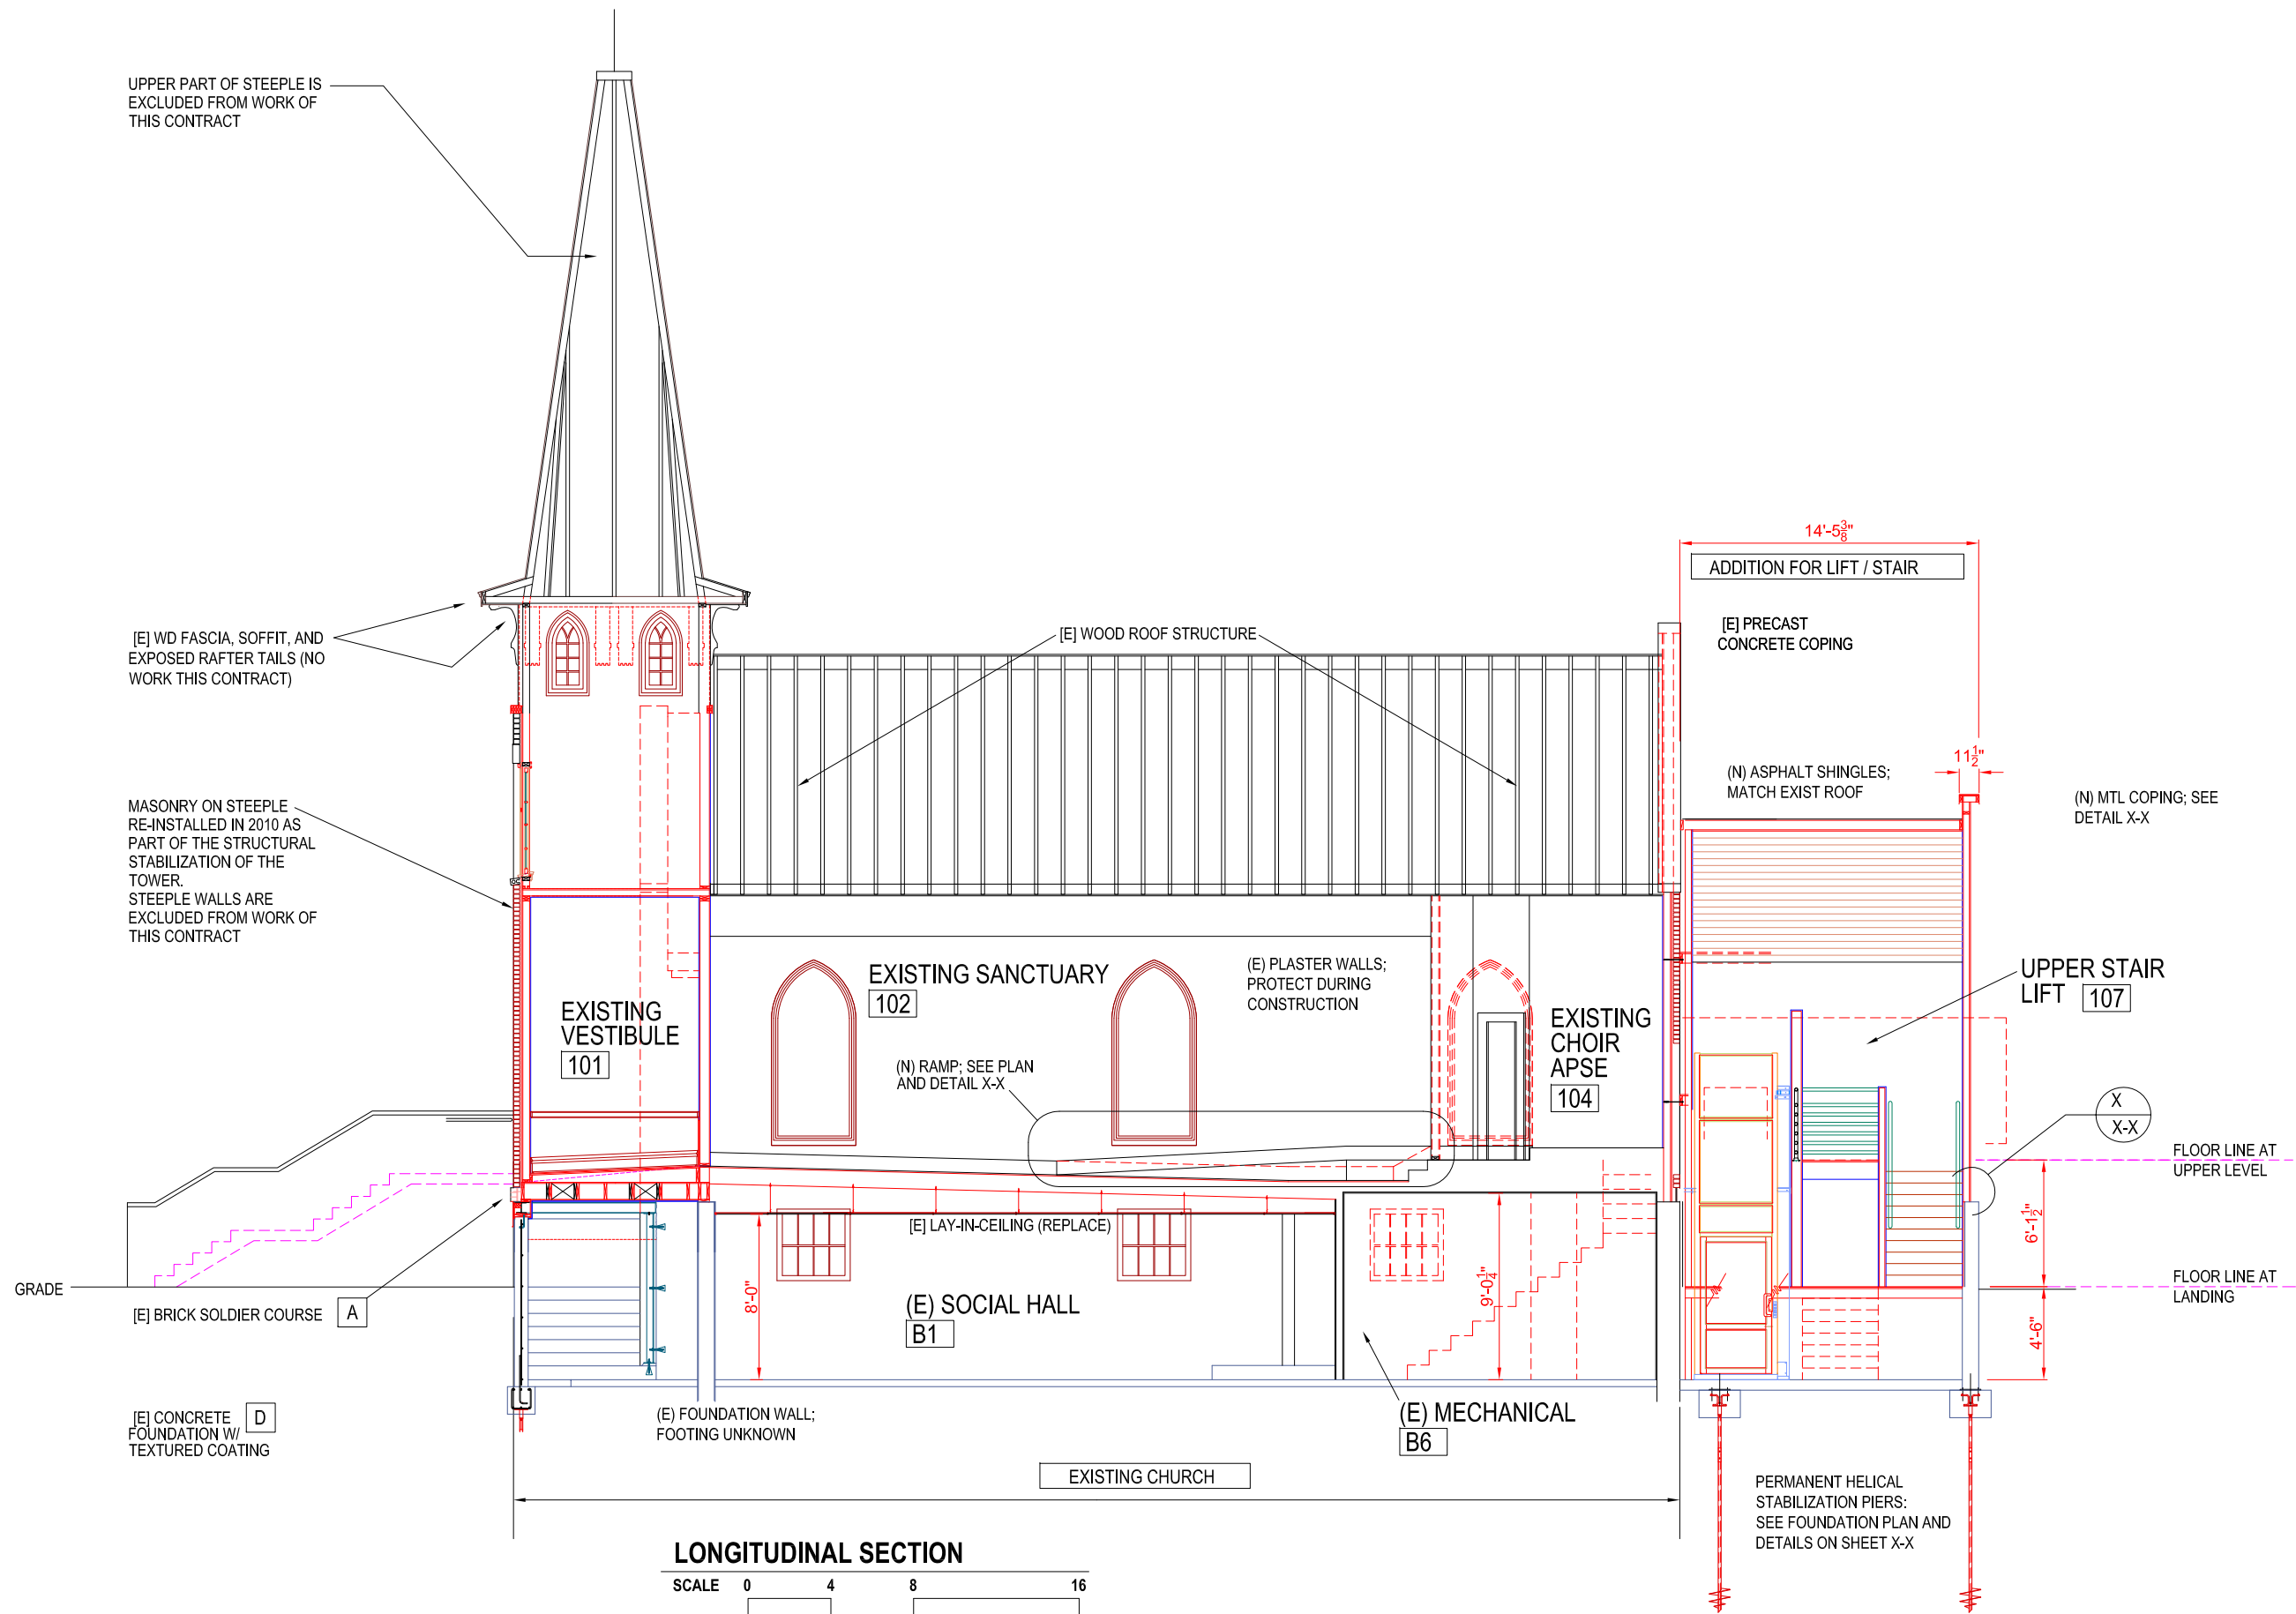 UPPER PART OF STEEPLE IS
EXCLUDED FROM WORK OF
THIS CONTRACT
14'-5 3/8"
ADDITION FOR LIFT / STAIR
[E] PRECAST
CONCRETE COPING
[E] WD FASCIA, SOFFIT, AND
EXPOSED RAFTER TAILS (NO
WORK THIS CONTRACT)
[E] WOOD ROOF STRUCTURE
11 1/2"
(N) ASPHALT SHINGLES;
MATCH EXIST ROOF
(N) MTL COPING; SEE
DETAIL X-X
MASONRY ON STEEPLE
RE-INSTALLED IN 2010 AS
PART OF THE STRUCTURAL
STABILIZATION OF THE
TOWER.
STEEPLE WALLS ARE
EXCLUDED FROM WORK OF
THIS CONTRACT
EXISTING SANCTUARY
102
(E) PLASTER WALLS;
PROTECT DURING
CONSTRUCTION
UPPER STAIR
LIFT
107
EXISTING
VESTIBULE
101
EXISTING
CHOIR
APSE
104
(N) RAMP; SEE PLAN
AND DETAIL X-X
X
X-X
FLOOR LINE AT
UPPER LEVEL
6'-1 1/2"
[E] LAY-IN-CEILING (REPLACE)
GRADE
[E] BRICK SOLDIER COURSE
A
8'-0"
(E) SOCIAL HALL
B1
9'-0 1/4"
FLOOR LINE AT
LANDING
4'-6"
[E] CONCRETE
FOUNDATION W/
TEXTURED COATING
D
(E) FOUNDATION WALL;
FOOTING UNKNOWN
(E) MECHANICAL
B6
EXISTING CHURCH
PERMANENT HELICAL
STABILIZATION PIERS:
SEE FOUNDATION PLAN AND
DETAILS ON SHEET X-X
LONGITUDINAL SECTION
SCALE 0 4 8 16